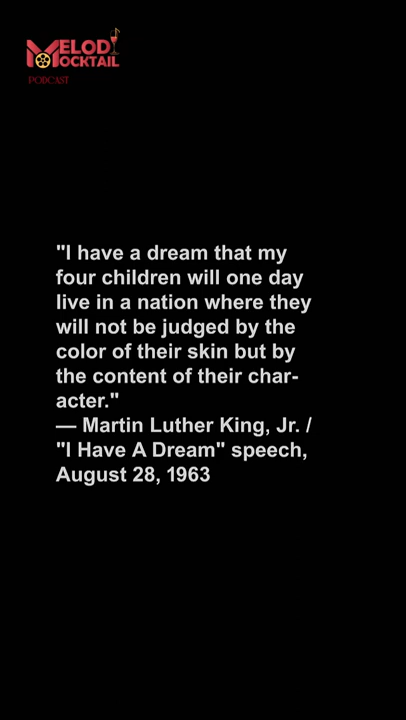 MELODY
MOCKTAIL
PODCAST
"I have a dream that my
four children will one day
live in a nation where they
will not be judged by the
color of their skin but by
the content of their char-
acter."
— Martin Luther King, Jr. /
"I Have A Dream" speech,
August 28, 1963